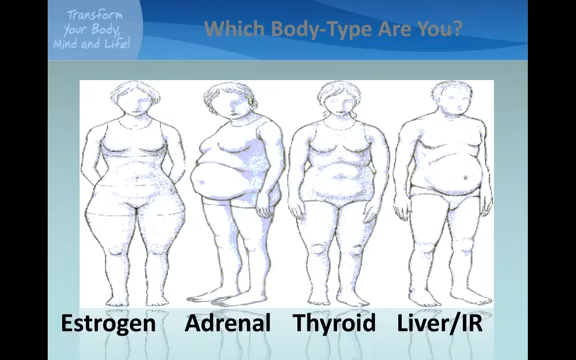 Transform
Your Body,
Mind and Life!
Which Body-Type Are You?
Estrogen Adrenal Thyroid Liver/IR